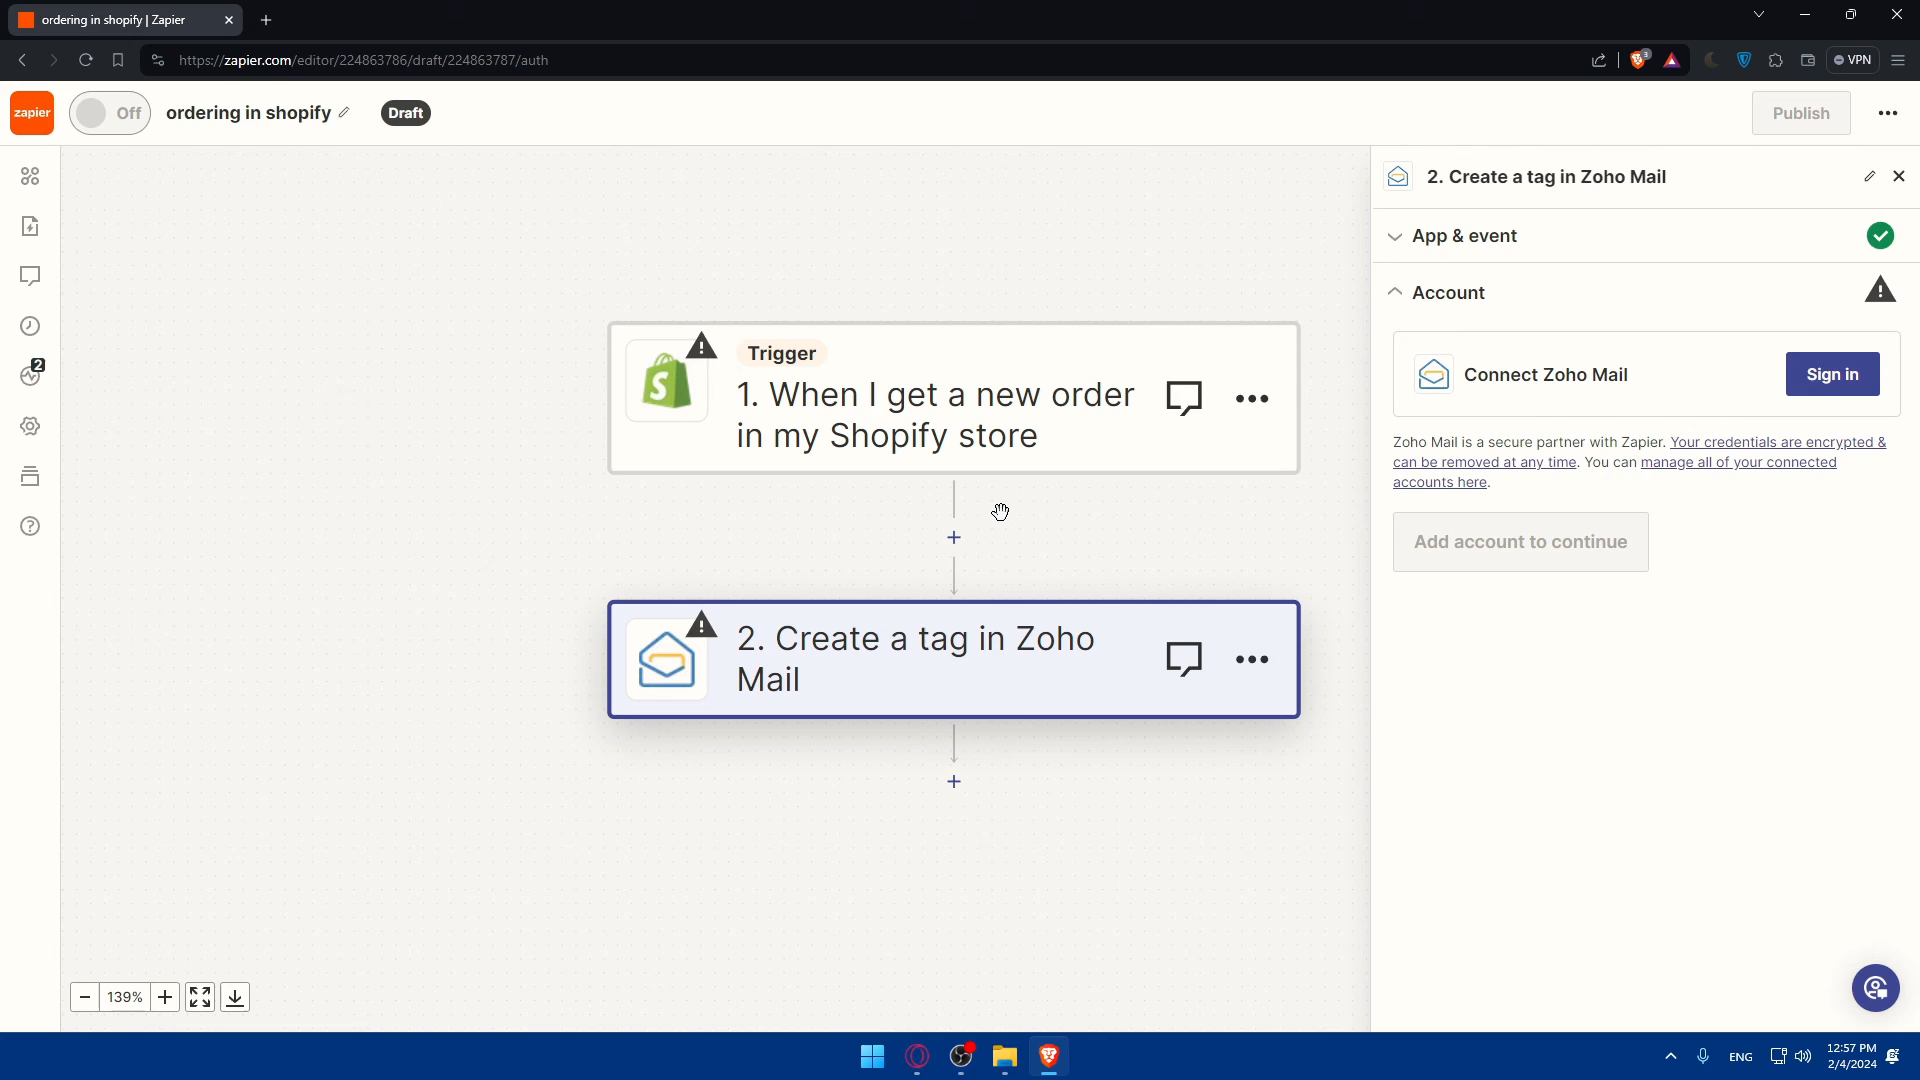 ordering in shopify | Zapier
https://zapier.com/editor/224863786/draft/224863787/auth
3
VPN
zapier
Off
ordering in shopify
Draft
Publish
2. Create a tag in Zoho Mail
App & event
Account
Connect Zoho Mail
Sign in
Zoho Mail is a secure partner with Zapier. Your credentials are encrypted &
can be removed at any time. You can manage all of your connected
accounts here.
Add account to continue
2
Trigger
1. When I get a new order
in my Shopify store
2. Create a tag in Zoho
Mail
139%
ENG
12:57 PM
2/4/2024